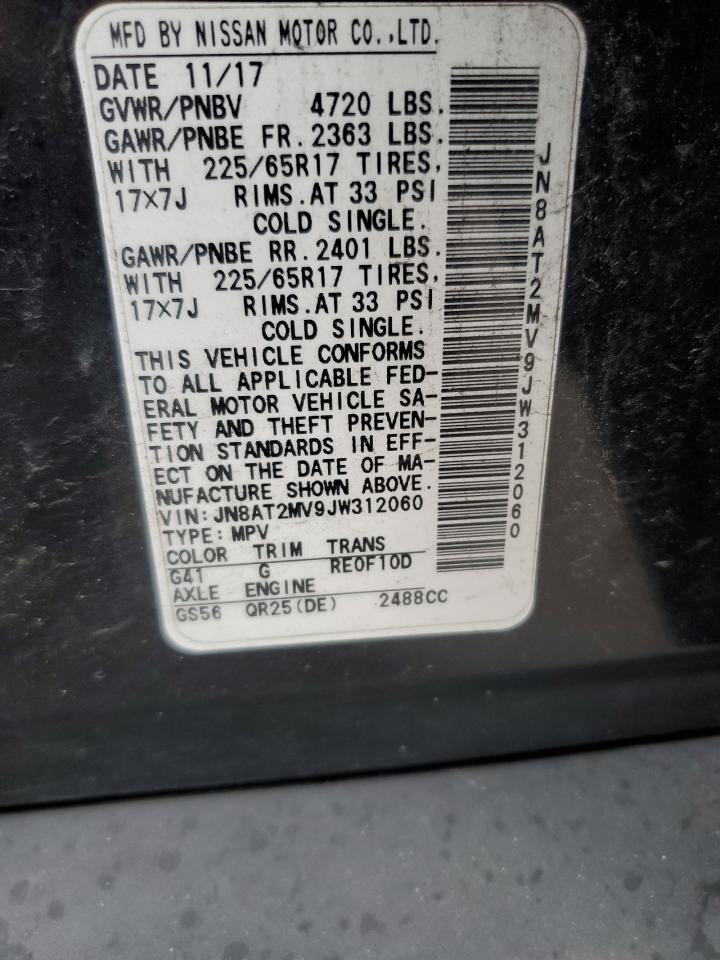 MFD BY NISSAN MOTOR CO.,LTD.
DATE 11/17
GVWR/PNBV 4720 LBS.
GAWR/PNBE FR.2363 LBS.
WITH 225/65R17 TIRES,
17X7J RIMS.AT 33 PSI
COLD SINGLE.
GAWR/PNBE RR.2401 LBS.
WITH 225/65R17 TIRES,
17X7J RIMS.AT 33 PSI
COLD SINGLE.
THIS VEHICLE CONFORMS
TO ALL APPLICABLE FED-
ERAL MOTOR VEHICLE SA-
FETY AND THEFT PREVEN-
TION STANDARDS IN EFF-
ECT ON THE DATE OF MA-
NUFACTURE SHOWN ABOVE.
VIN:JN8AT2MV9JW312060
TYPE:MPV
COLOR TRIM TRANS
G41 G RE0F10D
AXLE ENGINE
GS56 QR25(DE) 2488CC
JN8AT2MV9JW312060